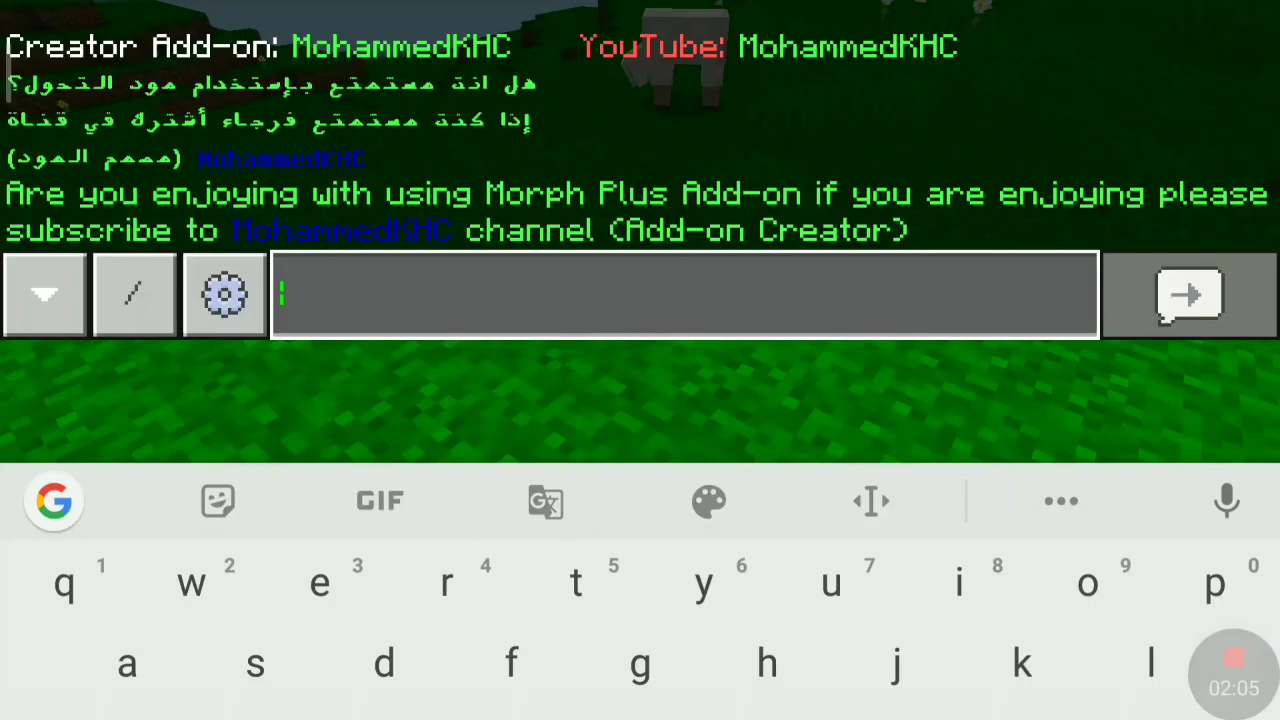 Creator Add-on: MohammedKHC YouTube: MohammedKHC
هل انت مستمتع بإستخدام مود التحول؟
إذا كنت مستمتع فرجاء أشترك في قناة
MohammedKHC (مصمم المود)
Are you enjoying with using Morph Plus Add-on if you are enjoying please
subscribe to MohammedKHC channel (Add-on Creator)
/
G GIF G
q 1 w 2 e 3 r 4 t 5 y 6 u 7 i 8 o 9 p 0
a s d f g h j k l
02:05